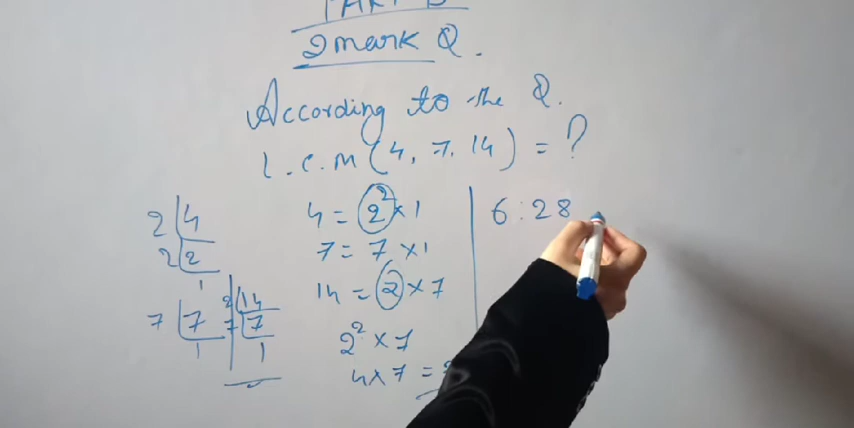 2 mark Q.
According to the Q.
L.C.M (4, 7, 14) = ?
2 | 4
2 | 2
1
7 | 7
1
2 | 14
7 | 7
1
4 = 2² × 1
7 = 7 × 1
14 = 2 × 7
2² × 7
4 × 7 =
6 : 28